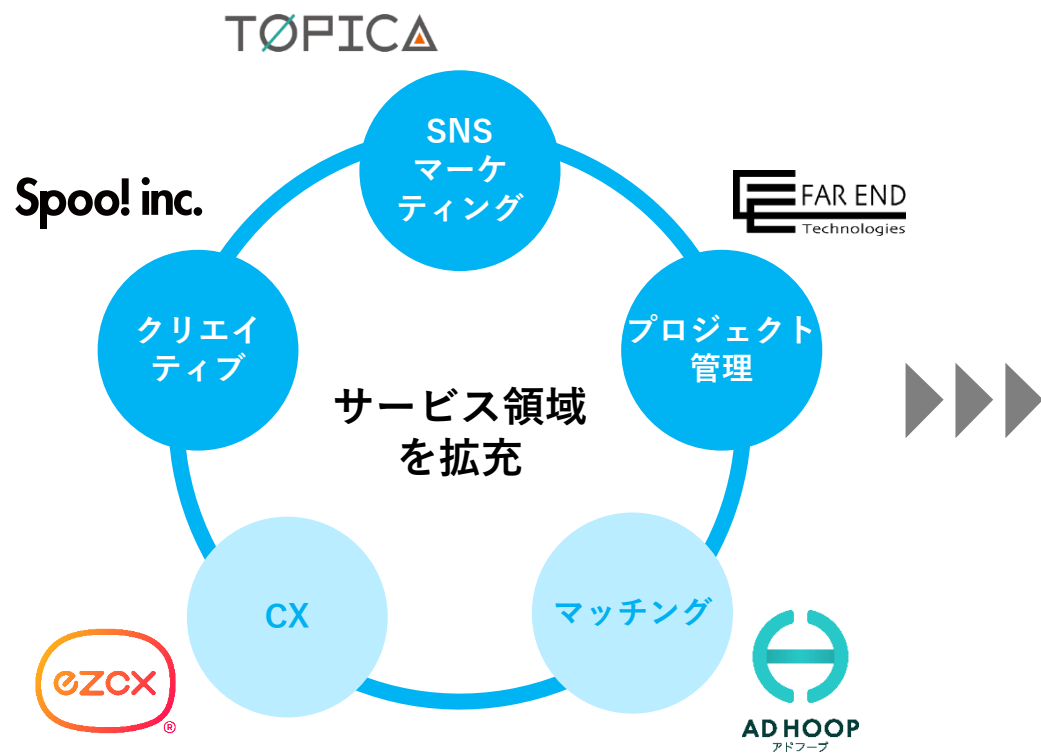 TOPICA
SNS
マーケ
ティング
Spoo! inc.
FAR END
Technologies
クリエイ
ティブ
プロジェクト
管理
サービス領域
を拡充
CX
マッチング
ezcx
®
AD HOOP
アドフープ